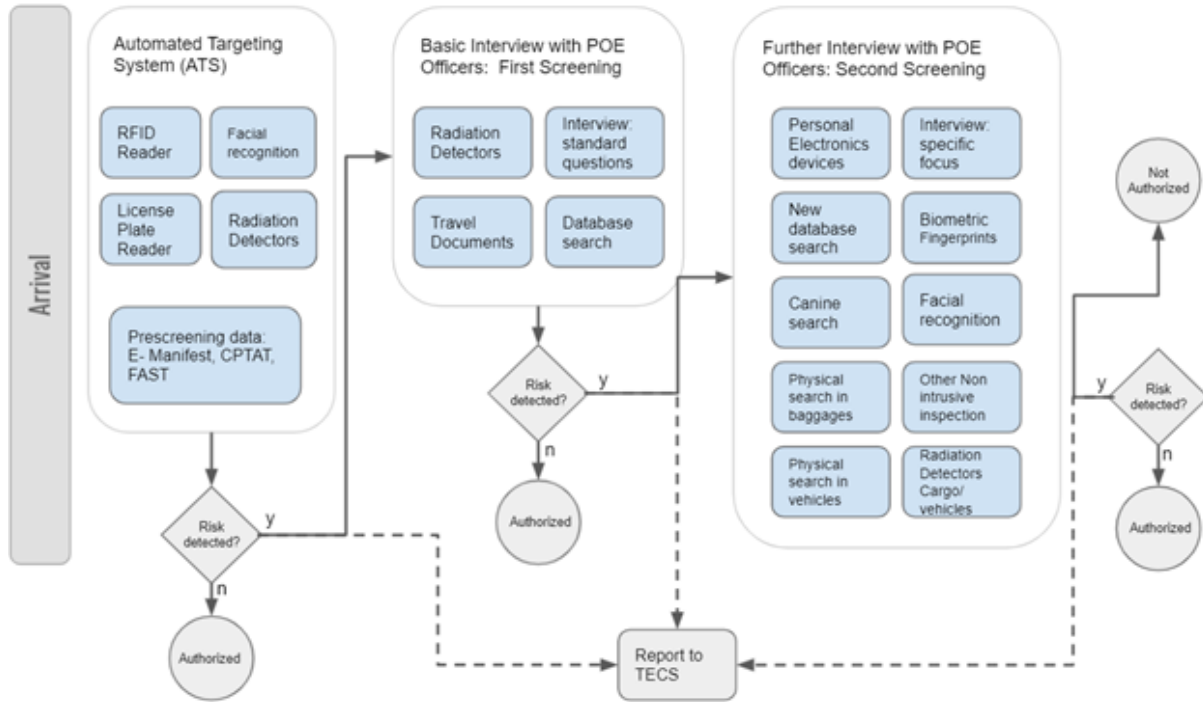 Arrival
Automated Targeting
System (ATS)
RFID
Reader
Facial
recognition
License
Plate
Reader
Radiation
Detectors
Prescreening data:
E- Manifest, CPTAT,
FAST
Risk
detected?
y
n
Authorized
Basic Interview with POE
Officers: First Screening
Radiation
Detectors
Interview:
standard
questions
Travel
Documents
Database
search
Risk
detected?
y
n
Authorized
Further Interview with POE
Officers: Second Screening
Personal
Electronics
devices
Interview:
specific
focus
New
database
search
Biometric
Fingerprints
Canine
search
Facial
recognition
Physical
search in
baggages
Other Non
intrusive
inspection
Physical
search in
vehicles
Radiation
Detectors
Cargo/
vehicles
Not
Authorized
y
Risk
detected?
n
Authorized
Report to
TECS